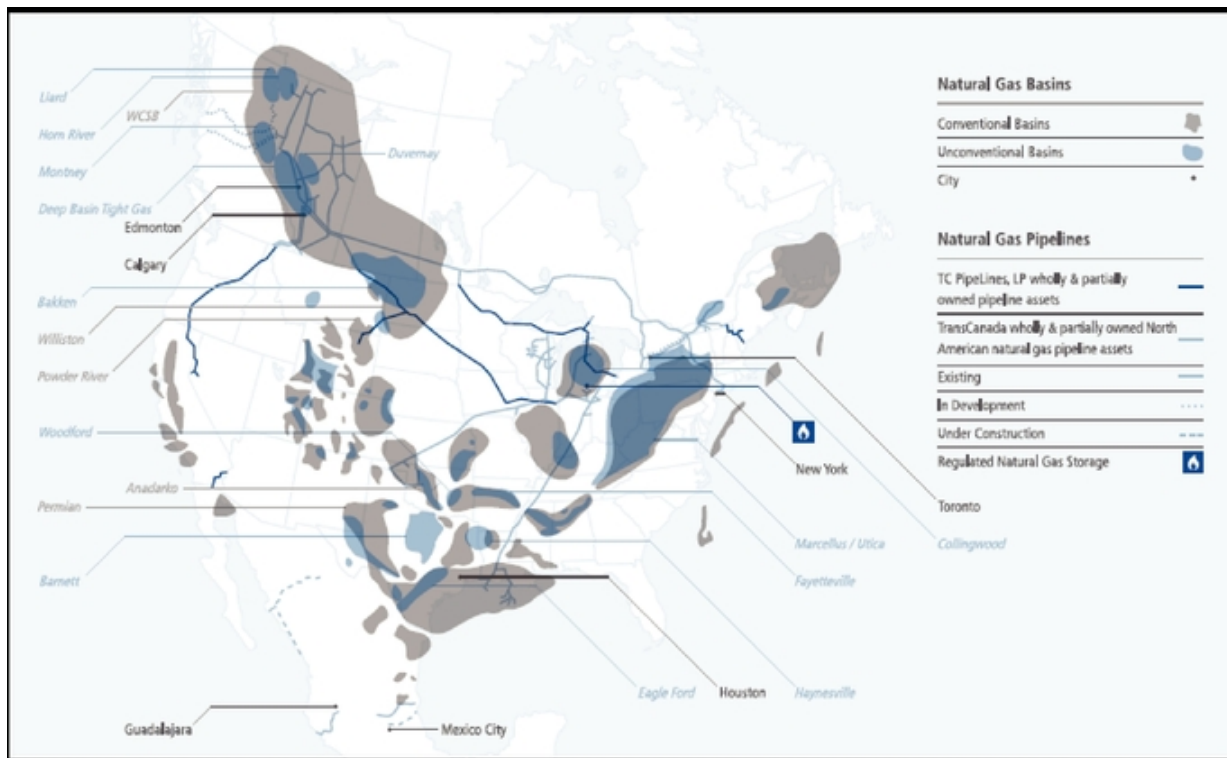 Liard
WCSB
Horn River
Montney
Duvernay
Deep Basin Tight Gas
Edmonton
Calgary
Bakken
Williston
Powder River
Woodford
Anadarko
Permian
Barnett
Guadalajara
Mexico City
Eagle Ford
Houston
Haynesville
Fayetteville
Marcellus / Utica
Collingwood
Toronto
New York
Natural Gas Basins
Conventional Basins
Unconventional Basins
City
Natural Gas Pipelines
TC PipeLines, LP wholly & partially
owned pipeline assets
TransCanada wholly & partially owned North
American natural gas pipeline assets
Existing
In Development
Under Construction
Regulated Natural Gas Storage